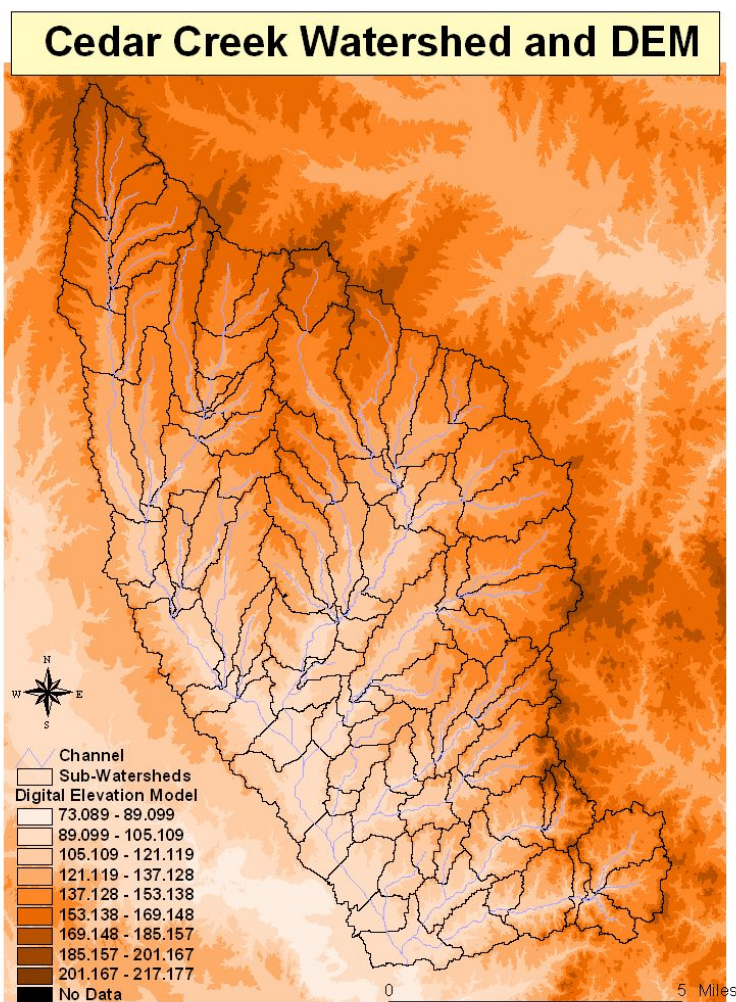 Cedar Creek Watershed and DEM
N
W E
S
Channel
Sub-Watersheds
Digital Elevation Model
73.089 - 89.099
89.099 - 105.109
105.109 - 121.119
121.119 - 137.128
137.128 - 153.138
153.138 - 169.148
169.148 - 185.157
185.157 - 201.167
201.167 - 217.177
No Data
0 5 Miles